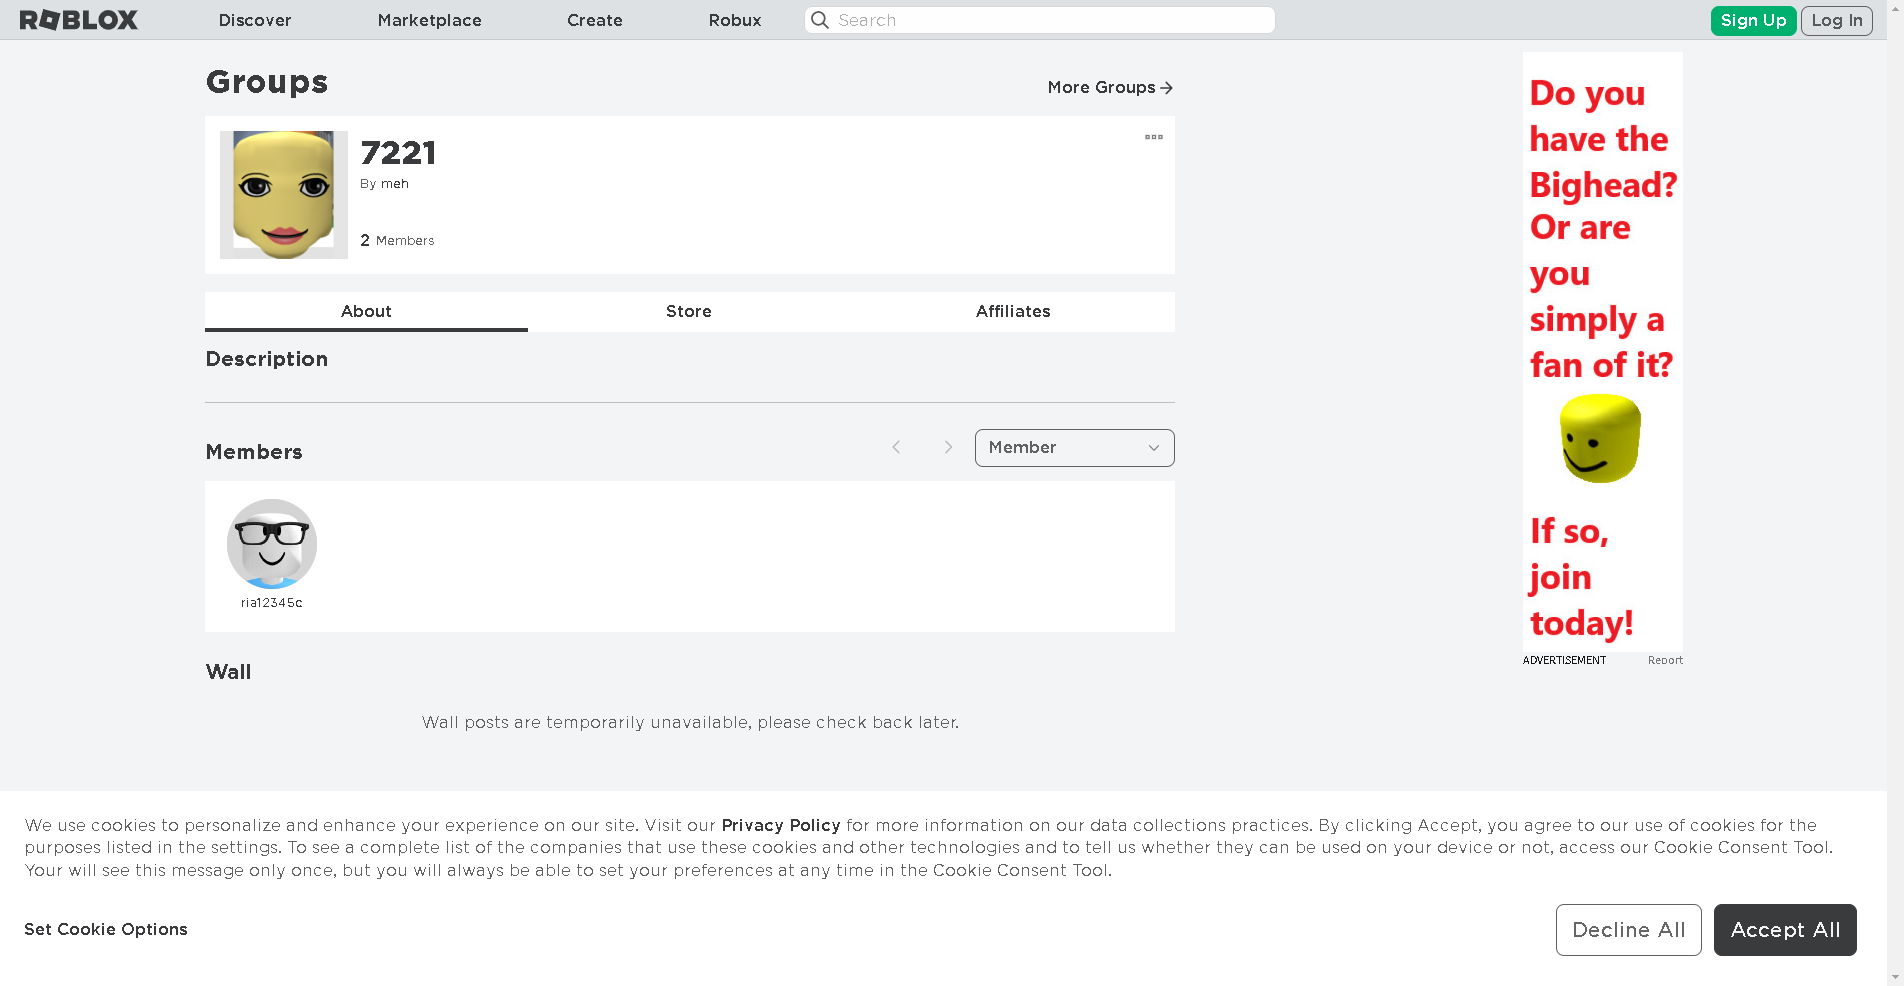 ROBLOX
Discover
Marketplace
Create
Robux
Search
Sign Up
Log In
Groups
More Groups
7221
By meh
2 Members
About
Store
Affiliates
Description
Members
Member
ria12345c
Wall
Wall posts are temporarily unavailable, please check back later.
Do you
have the
Bighead?
Or are
you
simply a
fan of it?
If so,
join
today!
ADVERTISEMENT
Report
We use cookies to personalize and enhance your experience on our site. Visit our Privacy Policy for more information on our data collections practices. By clicking Accept, you agree to our use of cookies for the
purposes listed in the settings. To see a complete list of the companies that use these cookies and other technologies and to tell us whether they can be used on your device or not, access our Cookie Consent Tool.
Your will see this message only once, but you will always be able to set your preferences at any time in the Cookie Consent Tool.
Set Cookie Options
Decline All
Accept All